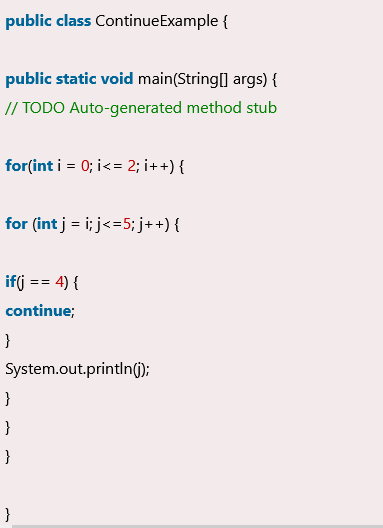 public class ContinueExample {
public static void main(String[] args) {
// TODO Auto-generated method stub
for(int i = 0; i<= 2; i++) {
for (int j = i; j<=5; j++) {
if(j == 4) {
continue;
}
System.out.println(j);
}
}
}
}